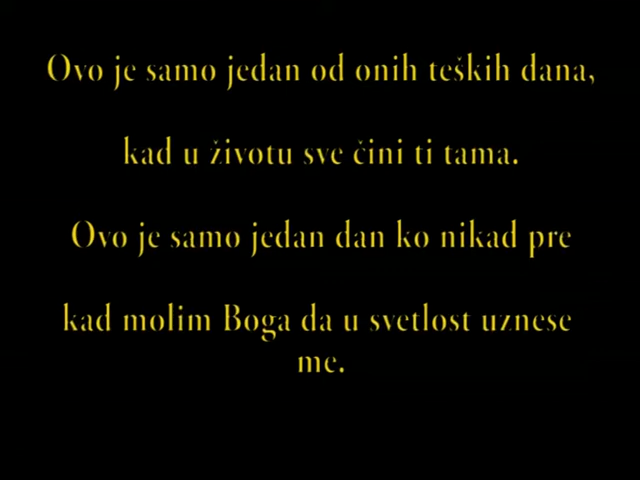 Ovo je samo jedan od onih teških dana,
kad u životu sve čini ti tama.
Ovo je samo jedan dan ko nikad pre
kad molim Boga da u svetlost uznese
me.